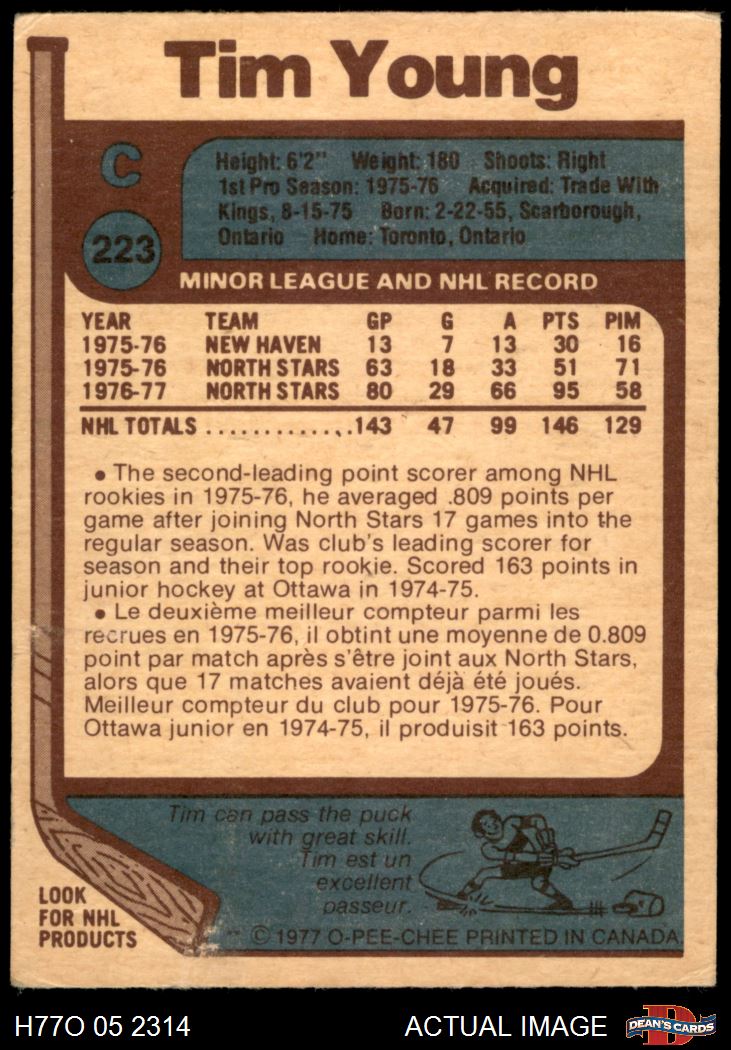 Tim Young
C
Height: 6'2" Weight: 180 Shoots: Right
1st Pro Season: 1975-76 Acquired: Trade With
Kings, 8-15-75 Born: 2-22-55, Scarborough,
Ontario Home: Toronto, Ontario
223
MINOR LEAGUE AND NHL RECORD
YEAR TEAM GP G A PTS PIM
1975-76 NEW HAVEN 13 7 13 30 16
1975-76 NORTH STARS 63 18 33 51 71
1976-77 NORTH STARS 80 29 66 95 58
NHL TOTALS ..............143 47 99 146 129
• The second-leading point scorer among NHL
rookies in 1975-76, he averaged .809 points per
game after joining North Stars 17 games into the
regular season. Was club's leading scorer for
season and their top rookie. Scored 163 points in
junior hockey at Ottawa in 1974-75.
• Le deuxième meilleur compteur parmi les
recrues en 1975-76, il obtint une moyenne de 0.809
point par match après s'être joint aux North Stars,
alors que 17 matches avaient déjà été joués.
Meilleur compteur du club pour 1975-76. Pour
Ottawa junior en 1974-75, il produisit 163 points.
Tim can pass the puck
with great skill.
Tim est un
excellent
passeur.
LOOK
FOR NHL
PRODUCTS
© 1977 O-PEE-CHEE PRINTED IN CANADA
H77O 05 2314
ACTUAL IMAGE
DEAN'S CARDS